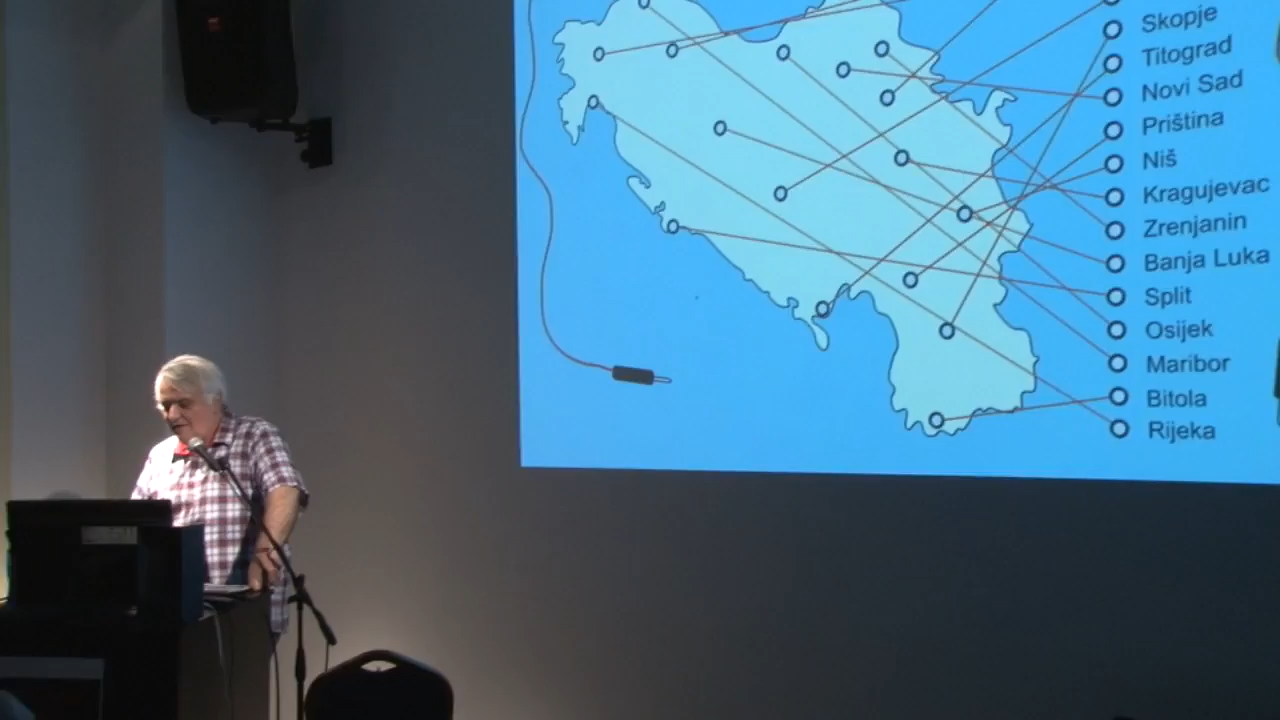 Skopje
Titograd
Novi Sad
Priština
Niš
Kragujevac
Zrenjanin
Banja Luka
Split
Osijek
Maribor
Bitola
Rijeka